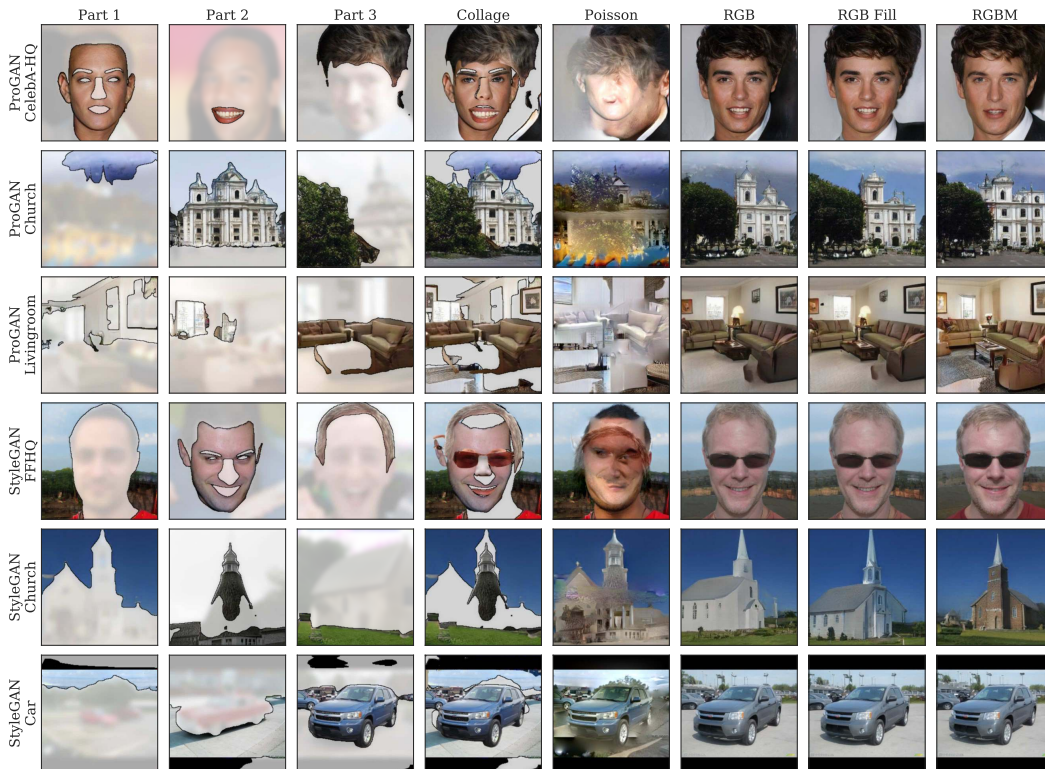 Part 1 Part 2 Part 3 Collage Poisson RGB RGB Fill RGBM
ProGAN
CelebA-HQ
ProGAN
Church
ProGAN
Livingroom
StyleGAN
FFHQ
StyleGAN
Church
StyleGAN
Car